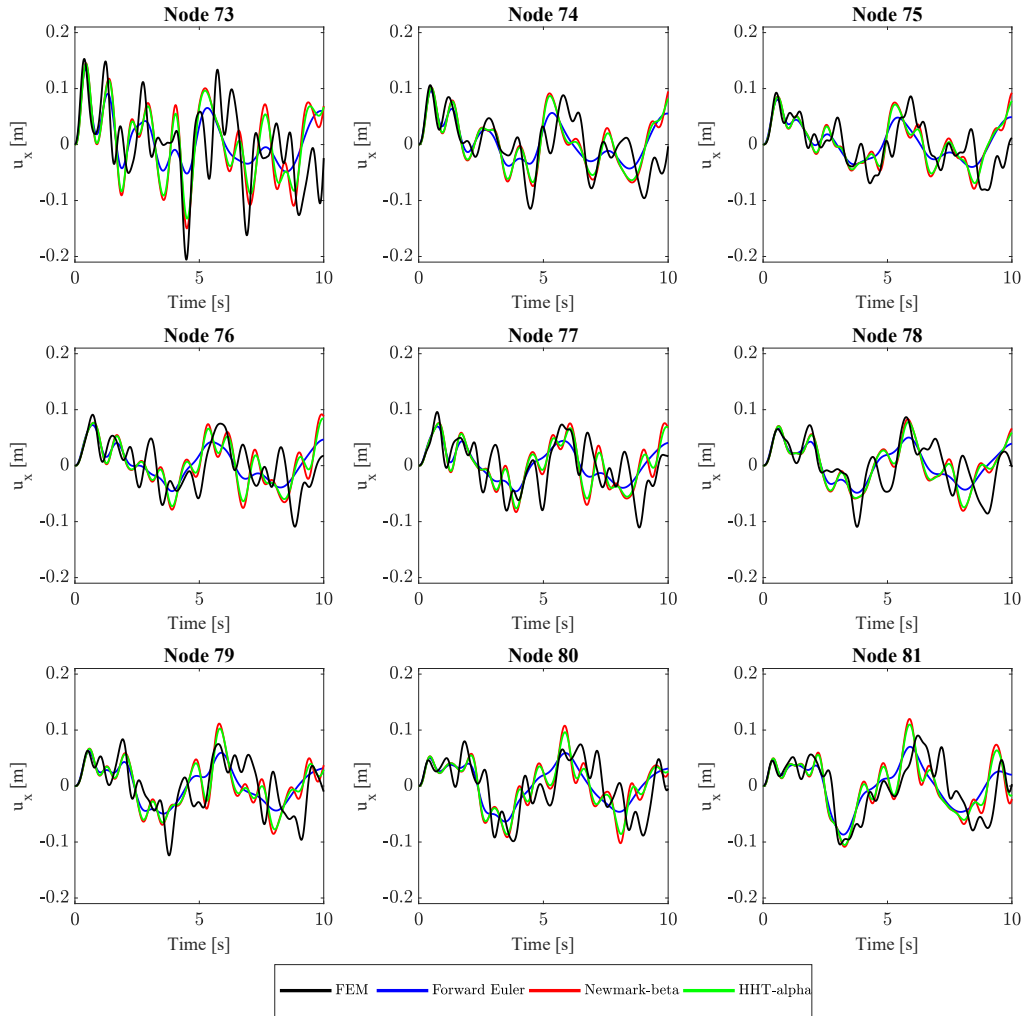 Node 73
Node 74
Node 75
0.2
0.1
0
-0.1
-0.2
u_x [m]
0 5 10
Time [s]
0.2
0.1
0
-0.1
-0.2
u_x [m]
0 5 10
Time [s]
0.2
0.1
0
-0.1
-0.2
u_x [m]
0 5 10
Time [s]
Node 76
Node 77
Node 78
0.2
0.1
0
-0.1
-0.2
u_x [m]
0 5 10
Time [s]
0.2
0.1
0
-0.1
-0.2
u_x [m]
0 5 10
Time [s]
0.2
0.1
0
-0.1
-0.2
u_x [m]
0 5 10
Time [s]
Node 79
Node 80
Node 81
0.2
0.1
0
-0.1
-0.2
u_x [m]
0 5 10
Time [s]
0.2
0.1
0
-0.1
-0.2
u_x [m]
0 5 10
Time [s]
0.2
0.1
0
-0.1
-0.2
u_x [m]
0 5 10
Time [s]
FEM Forward Euler Newmark-beta HHT-alpha